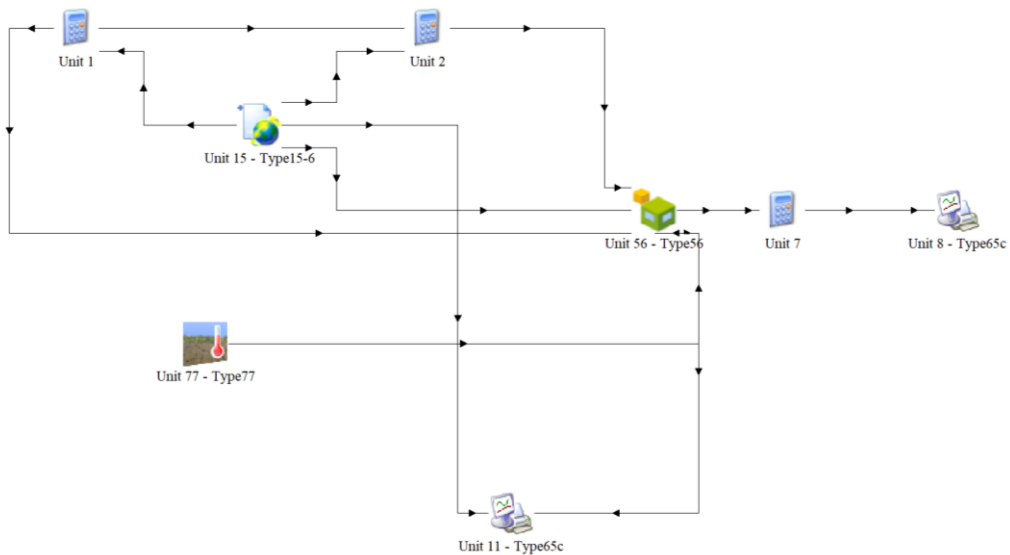 Unit 1
Unit 2
Unit 15 - Type15-6
Unit 56 - Type56
Unit 7
Unit 8 - Type65c
Unit 77 - Type77
Unit 11 - Type65c